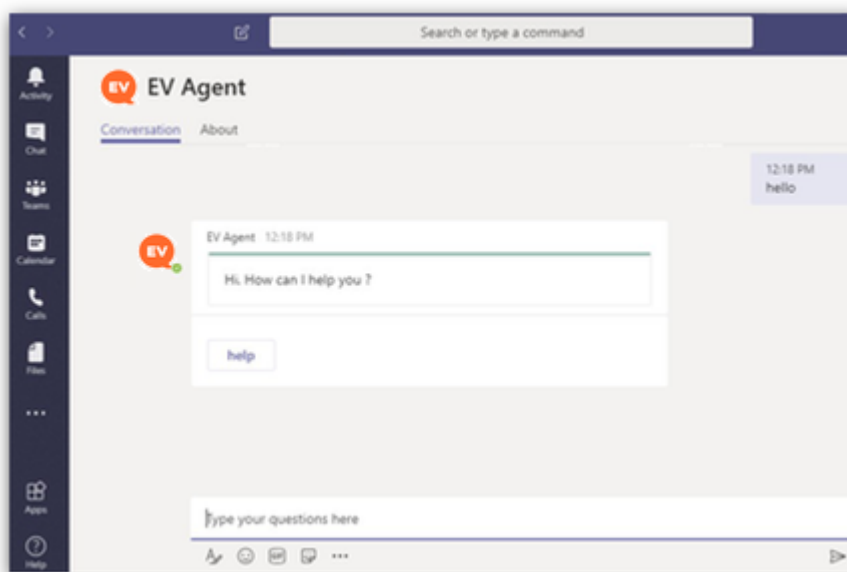 Search or type a command
Activity
Chat
Teams
Calendar
Calls
Files
Apps
Help
EV
EV Agent
Conversation
About
12:18 PM
hello
EV
EV Agent 12:18 PM
Hi. How can I help you ?
help
Type your questions here
GIF